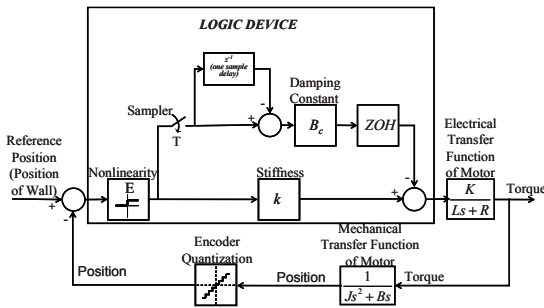 LOGIC DEVICE
z⁻¹
(one sample
delay)
Damping
Constant
Sampler
T
+
-
B_c
ZOH
Electrical
Transfer
Function
of Motor
Reference
Position
(Position
of Wall)
+
-
Nonlinearity
E
Stiffness
k
+
-
K
Ls + R
Torque
Mechanical
Transfer Function
of Motor
Encoder
Quantization
Position
Position
1
Js² + Bs
Torque